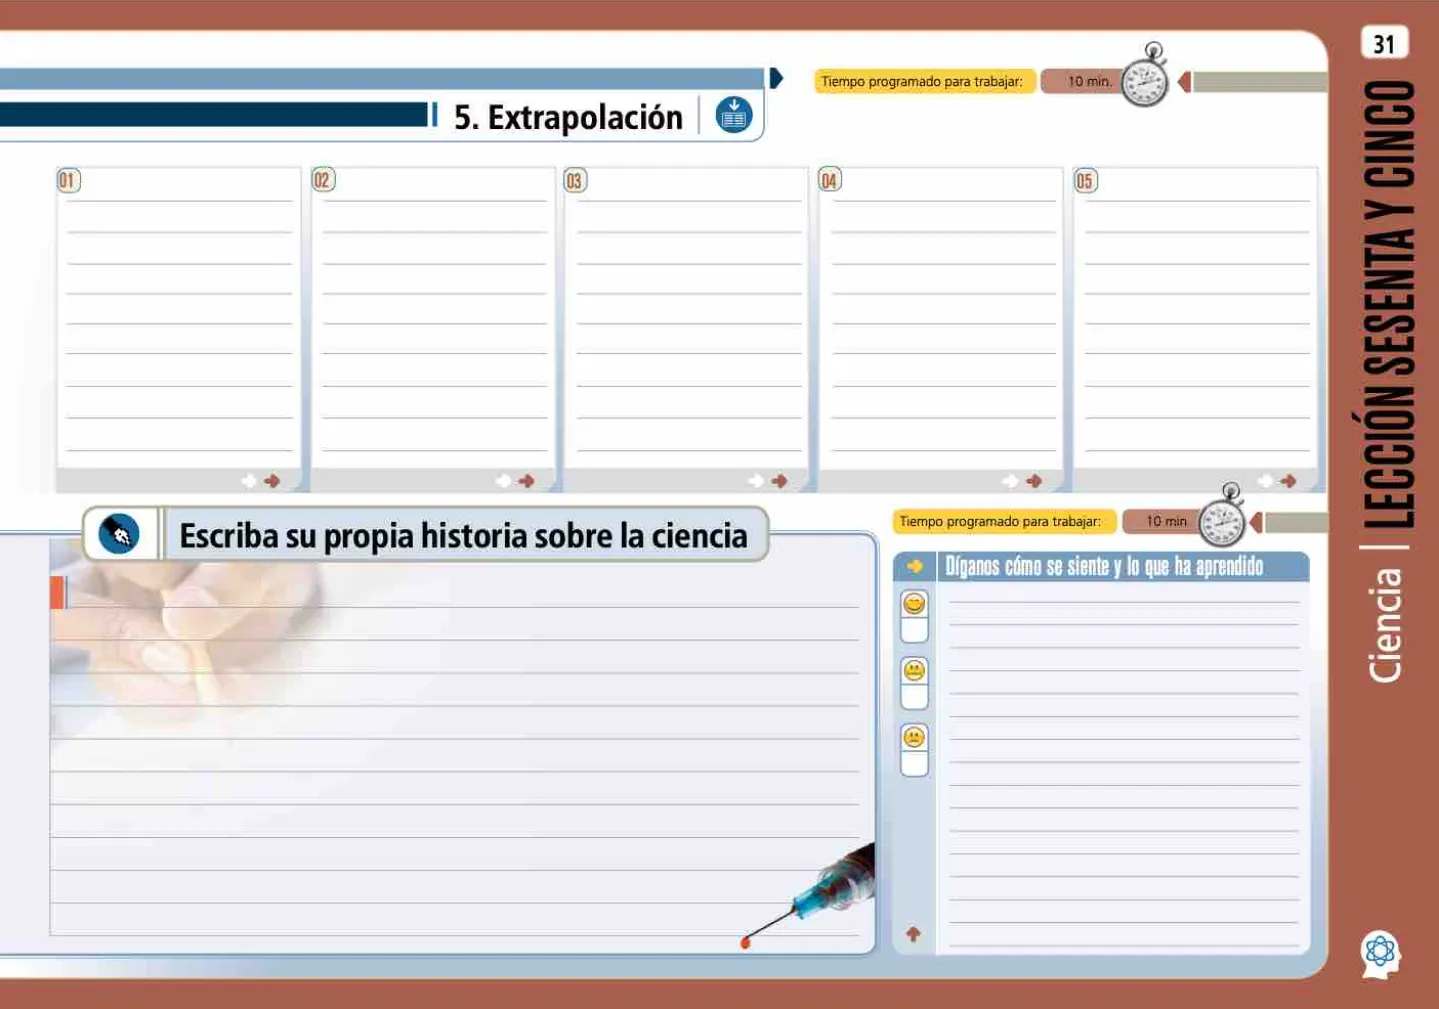 31
Tiempo programado para trabajar:
10 min.
5. Extrapolación
01
02
03
04
05
Escriba su propia historia sobre la ciencia
Tiempo programado para trabajar:
10 min
Díganos cómo se siente y lo que ha aprendido
Ciencia | LECCIÓN SESENTA Y CINCO